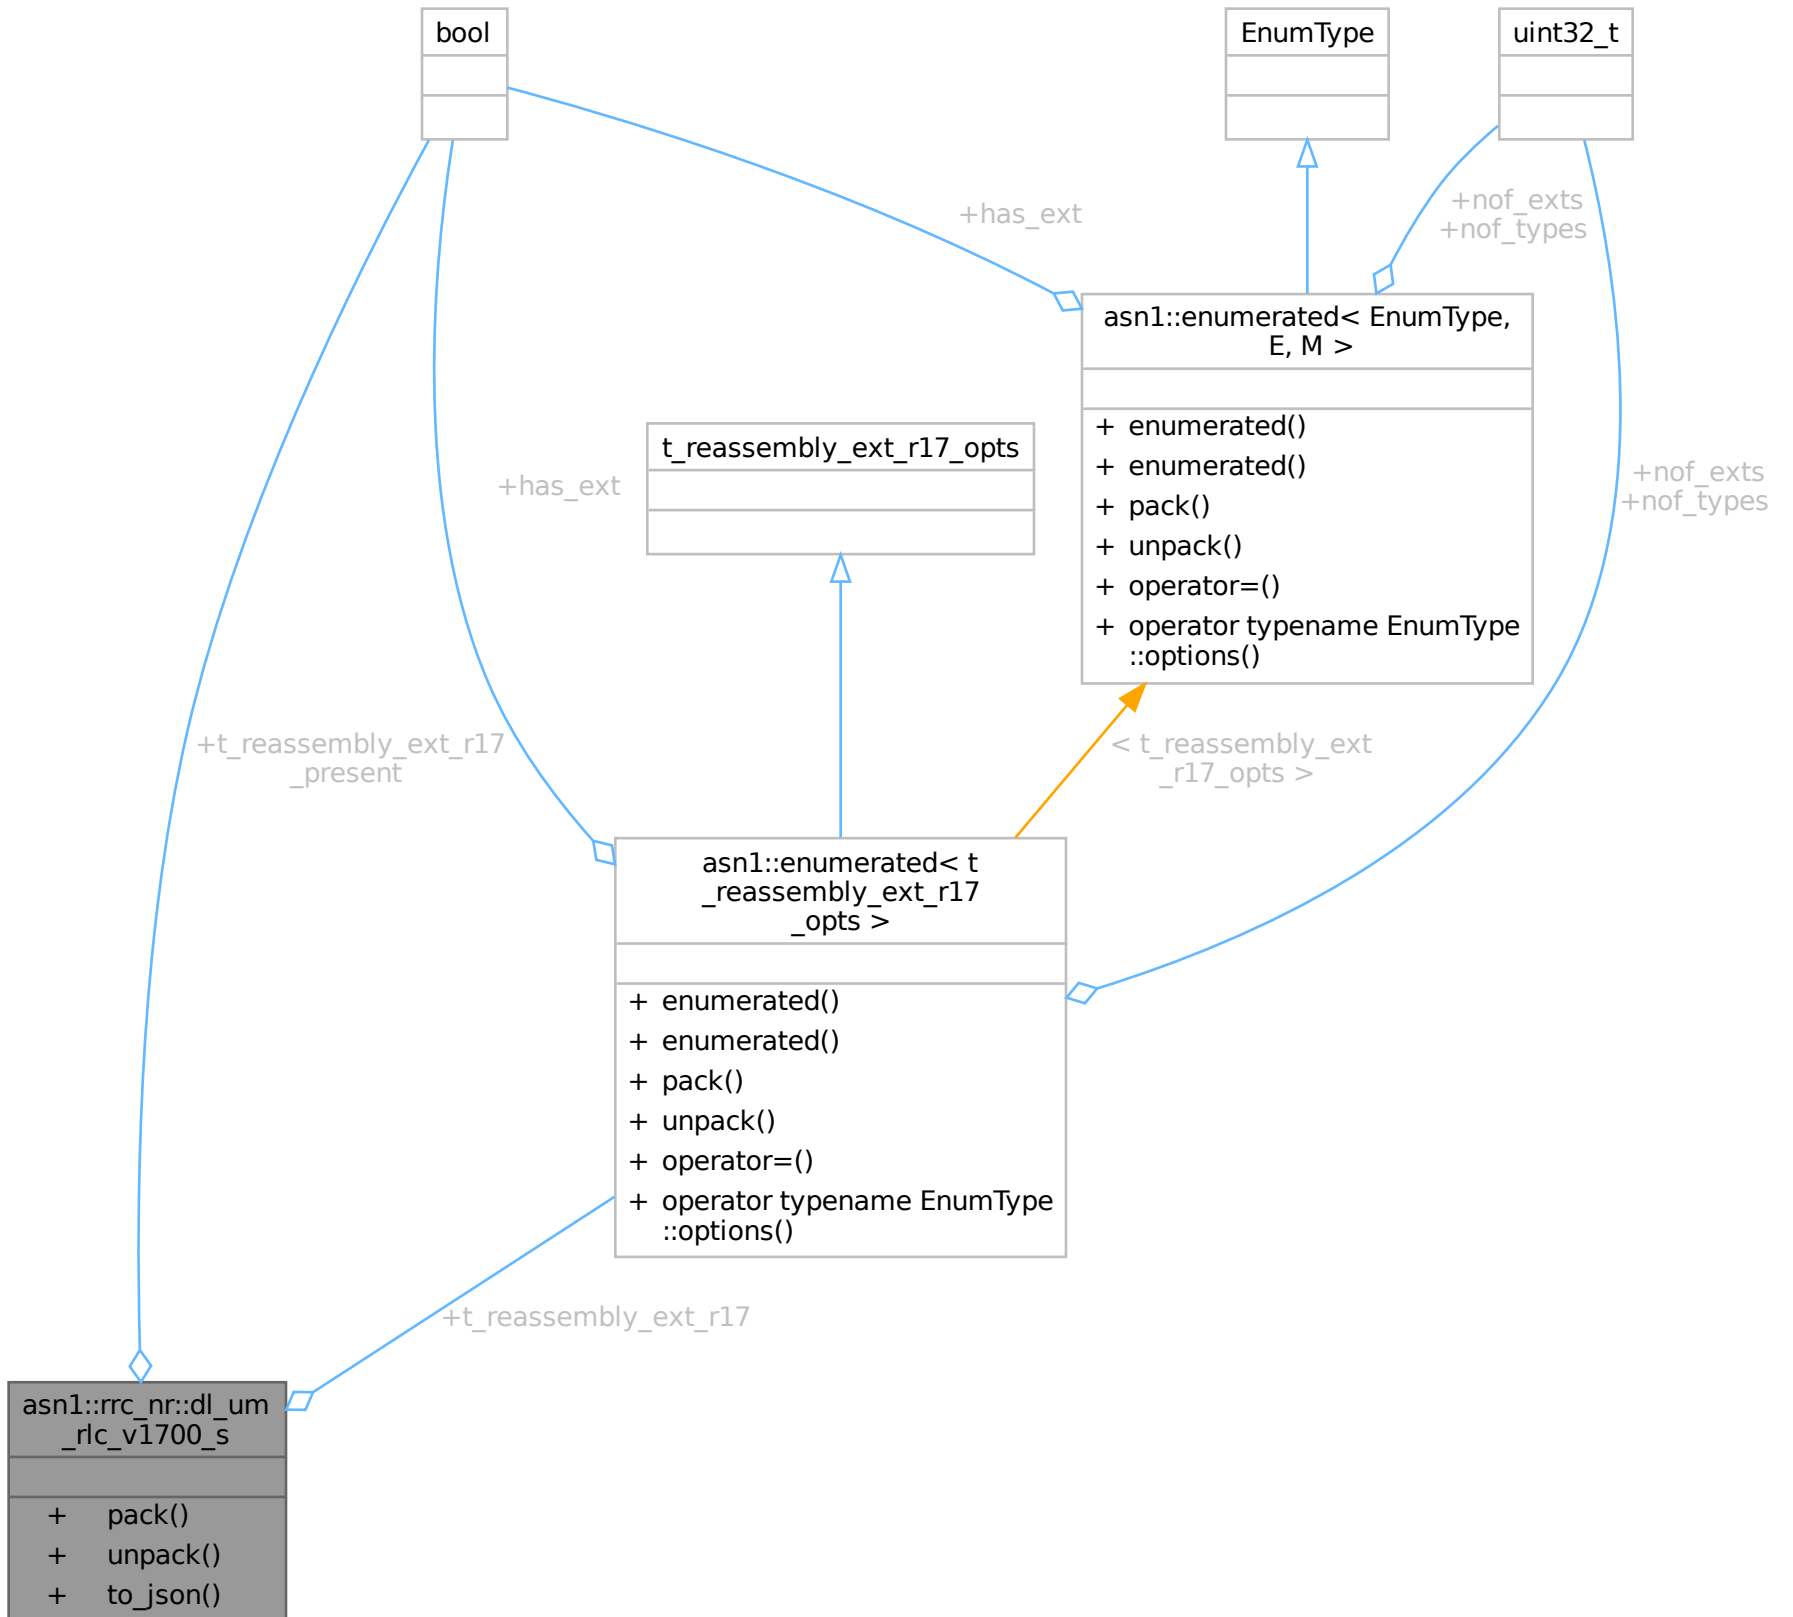 bool
EnumType
uint32_t
+has_ext
+nof_exts
+nof_types
asn1::enumerated< EnumType,
E, M >
+ enumerated()
+ enumerated()
+ pack()
+ unpack()
+ operator=()
+ operator typename EnumType
::options()
t_reassembly_ext_r17_opts
+has_ext
+nof_exts
+nof_types
+t_reassembly_ext_r17
_present
< t_reassembly_ext
_r17_opts >
asn1::enumerated< t
_reassembly_ext_r17
_opts >
+ enumerated()
+ enumerated()
+ pack()
+ unpack()
+ operator=()
+ operator typename EnumType
::options()
+t_reassembly_ext_r17
asn1::rrc_nr::dl_um
_rlc_v1700_s
+ pack()
+ unpack()
+ to_json()